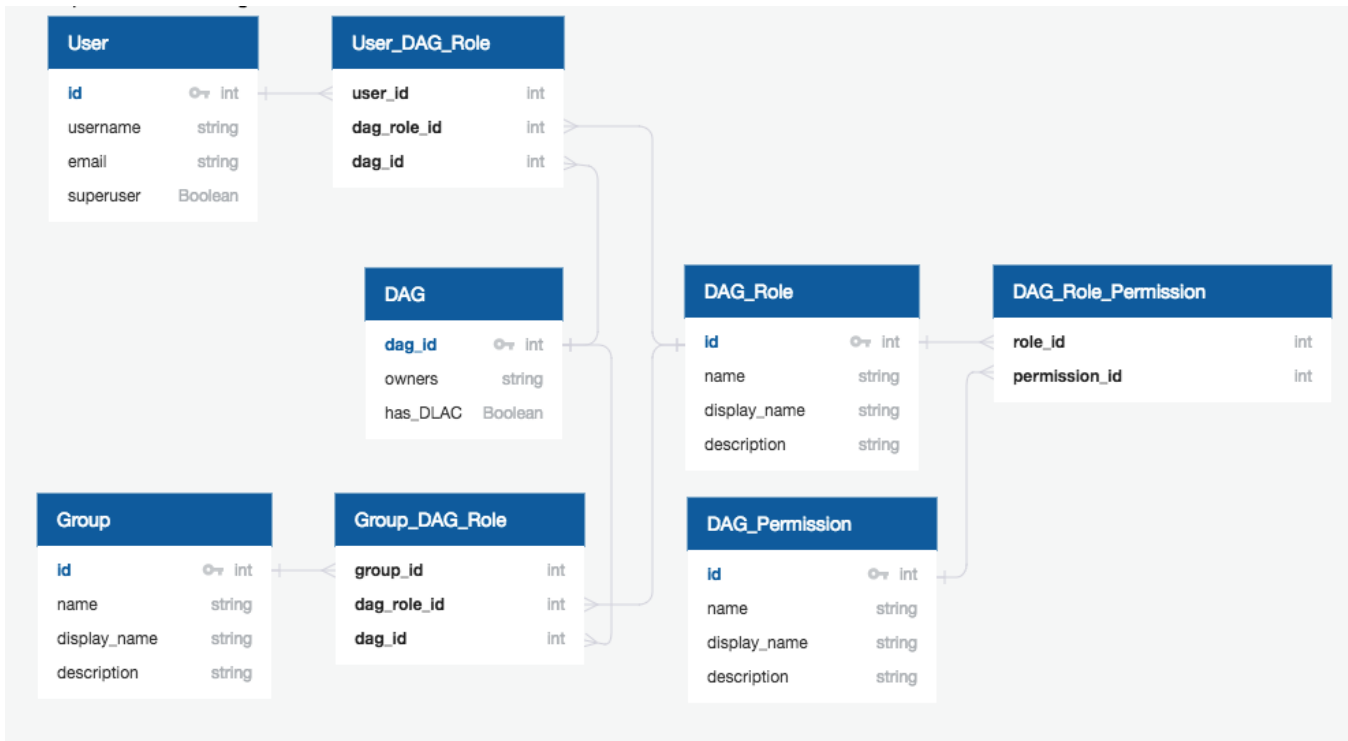 User
id int
username string
email string
superuser Boolean
User_DAG_Role
user_id int
dag_role_id int
dag_id int
DAG
dag_id int
owners string
has_DLAC Boolean
DAG_Role
id int
name string
display_name string
description string
DAG_Role_Permission
role_id int
permission_id int
Group
id int
name string
display_name string
description string
Group_DAG_Role
group_id int
dag_role_id int
dag_id int
DAG_Permission
id int
name string
display_name string
description string